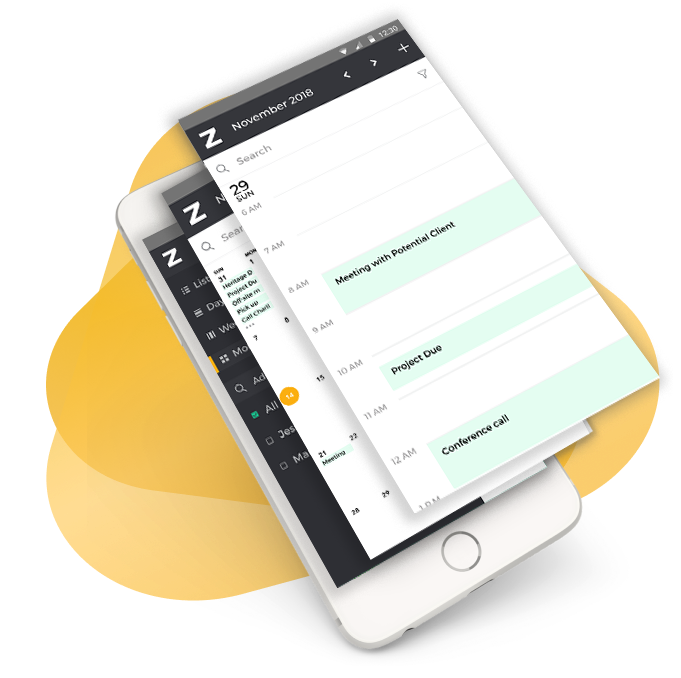 12:30
Z November 2018
Search
29
SUN
6 AM
7 AM
Meeting with Potential Client
8 AM
9 AM
Project Due
10 AM
11 AM
Conference call
12 AM
Z N
Sear
SUN MON
31 1
Heritage D
Project Du
Off-site m
Pick up
Call Charli
...
7 8
14 15
21 22
Meeting
28 29
Z
List
Day
We
Mo
Ad
All
Jes
Ma